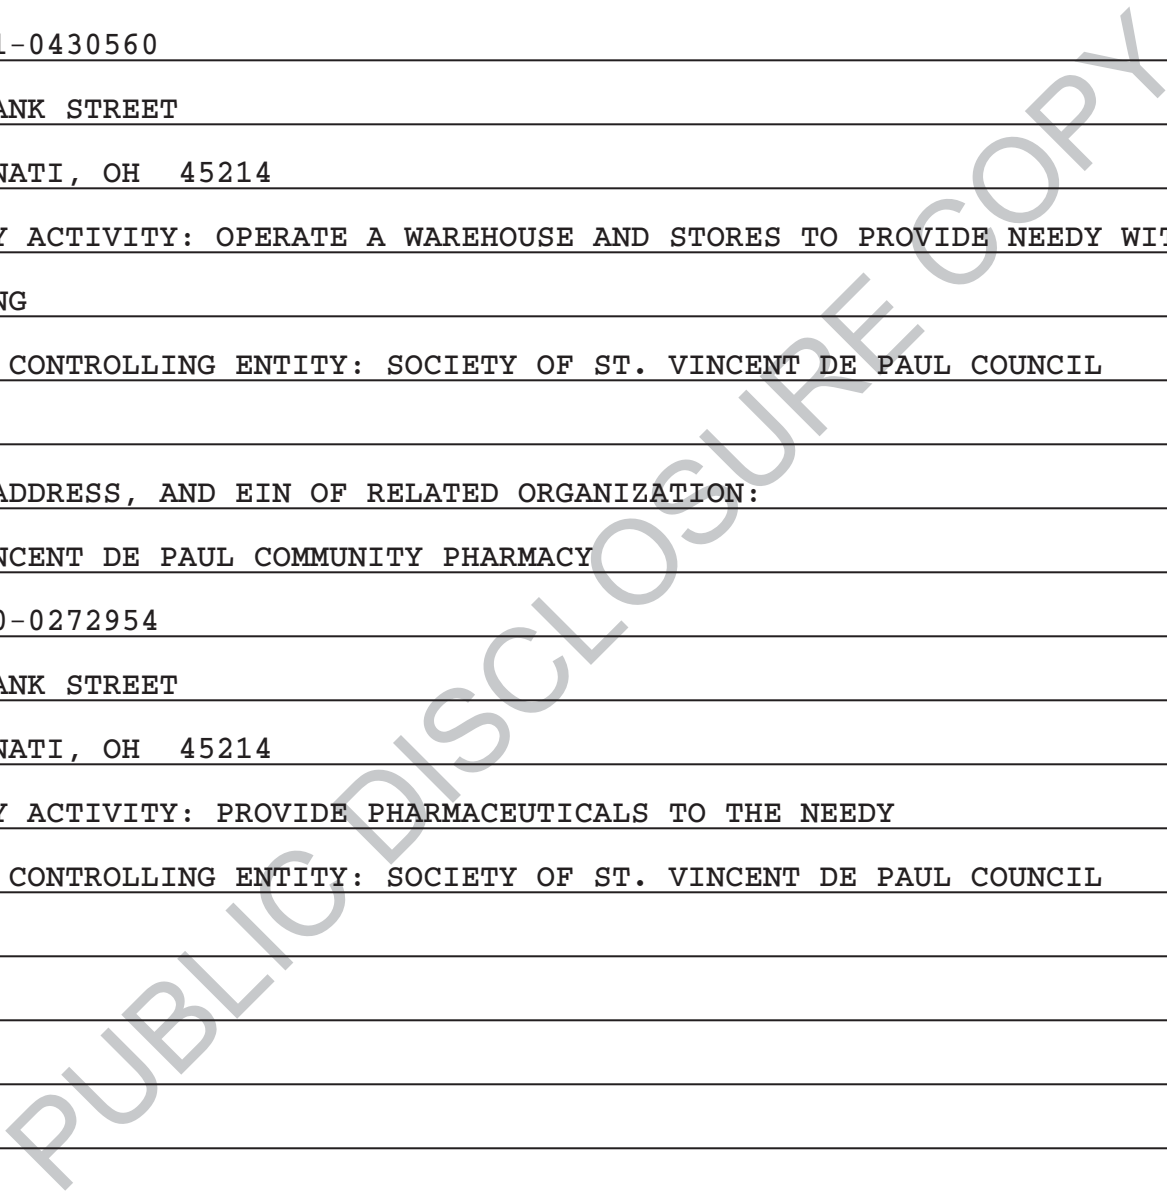 1-0430560
ANK STREET
NATI, OH 45214
Y ACTIVITY: OPERATE A WAREHOUSE AND STORES TO PROVIDE NEEDY WIT
NG
CONTROLLING ENTITY: SOCIETY OF ST. VINCENT DE PAUL COUNCIL
ADDRESS, AND EIN OF RELATED ORGANIZATION:
NCENT DE PAUL COMMUNITY PHARMACY
0-0272954
ANK STREET
NATI, OH 45214
Y ACTIVITY: PROVIDE PHARMACEUTICALS TO THE NEEDY
CONTROLLING ENTITY: SOCIETY OF ST. VINCENT DE PAUL COUNCIL
PUBLIC DISCLOSURE COPY